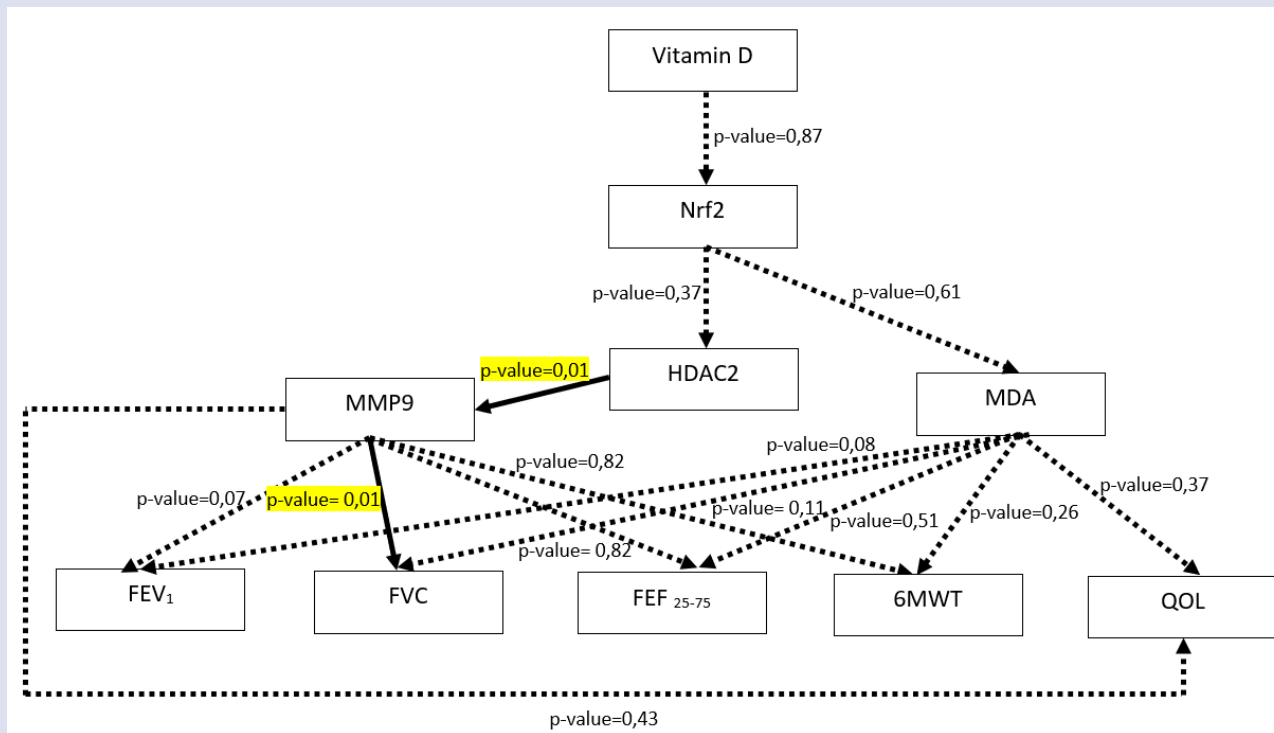 Vitamin D
p-value=0,87
Nrf2
p-value=0,37
p-value=0,61
p-value=0,01
HDAC2
MMP9
MDA
p-value=0,82
p-value=0,08
p-value=0,07
p-value= 0,01
p-value= 0,11
p-value=0,51
p-value=0,26
p-value=0,37
p-value= 0,82
FEV₁
FVC
FEF ₂₅₋₇₅
6MWT
QOL
p-value=0,43